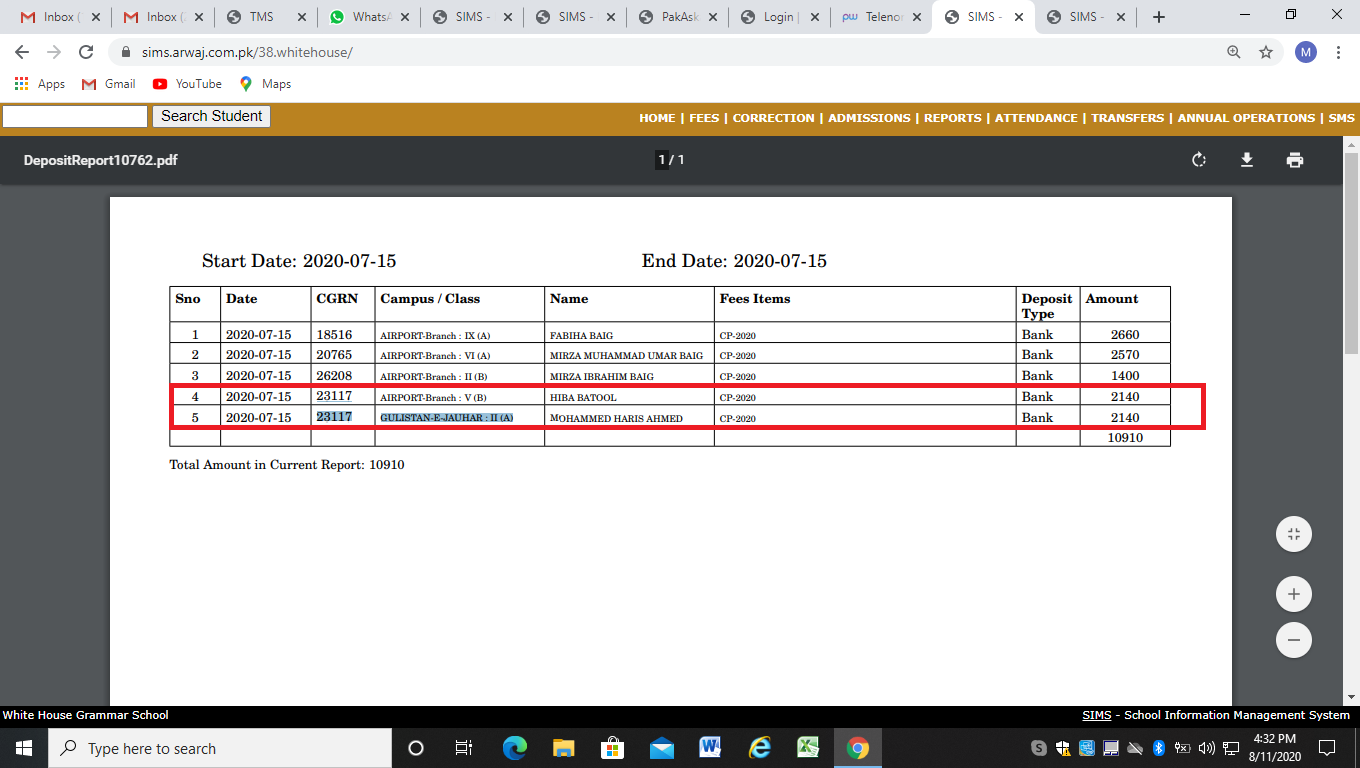 Inbox (
Inbox (
TMS
WhatsA
SIMS -
SIMS -
PakAsk
Login |
pw Telenor
SIMS -
SIMS -
sims.arwaj.com.pk/38.whitehouse/
M
Apps
Gmail
YouTube
Maps
Search Student
HOME | FEES | CORRECTION | ADMISSIONS | REPORTS | ATTENDANCE | TRANSFERS | ANNUAL OPERATIONS | SMS
DepositReport10762.pdf
1 / 1
Start Date: 2020-07-15 End Date: 2020-07-15
Sno Date CGRN Campus / Class Name Fees Items Deposit Type Amount
1 2020-07-15 18516 AIRPORT-Branch : IX (A) FABIHA BAIG CP-2020 Bank 2660
2 2020-07-15 20765 AIRPORT-Branch : VI (A) MIRZA MUHAMMAD UMAR BAIG CP-2020 Bank 2570
3 2020-07-15 26208 AIRPORT-Branch : II (B) MIRZA IBRAHIM BAIG CP-2020 Bank 1400
4 2020-07-15 23117 AIRPORT-Branch : V (B) HIBA BATOOL CP-2020 Bank 2140
5 2020-07-15 23117 GULISTAN-E-JAUHAR : II (A) MOHAMMED HARIS AHMED CP-2020 Bank 2140
10910
Total Amount in Current Report: 10910
White House Grammar School
SIMS - School Information Management System
Type here to search
4:32 PM
8/11/2020